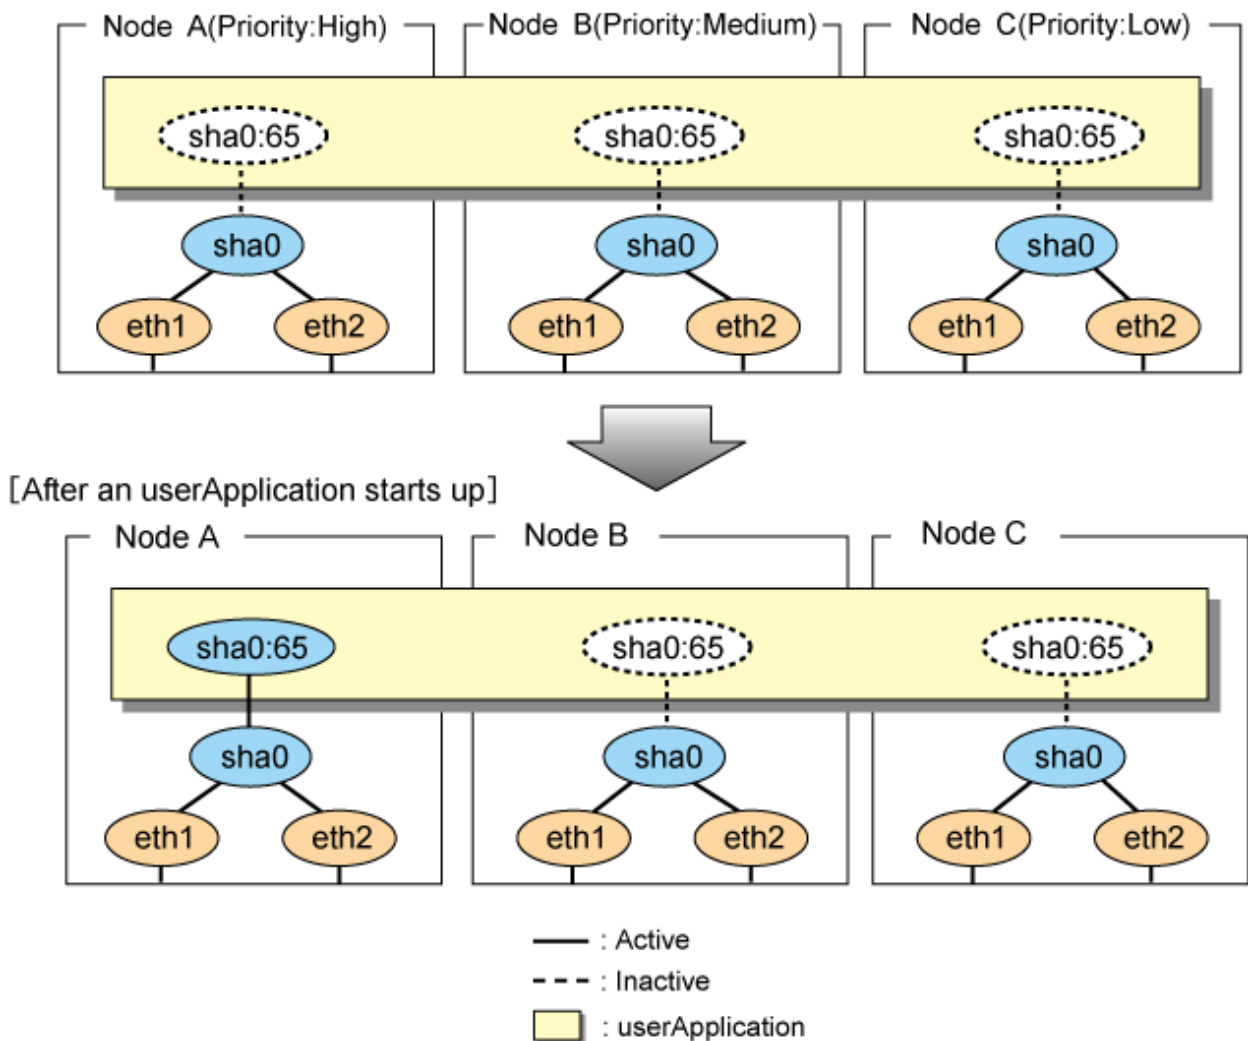 Node A(Priority:High)
Node B(Priority:Medium)
Node C(Priority:Low)
sha0:65
sha0:65
sha0:65
sha0
sha0
sha0
eth1
eth2
eth1
eth2
eth1
eth2
[After an userApplication starts up]
Node A
Node B
Node C
sha0:65
sha0:65
sha0:65
sha0
sha0
sha0
eth1
eth2
eth1
eth2
eth1
eth2
: Active
: Inactive
: userApplication